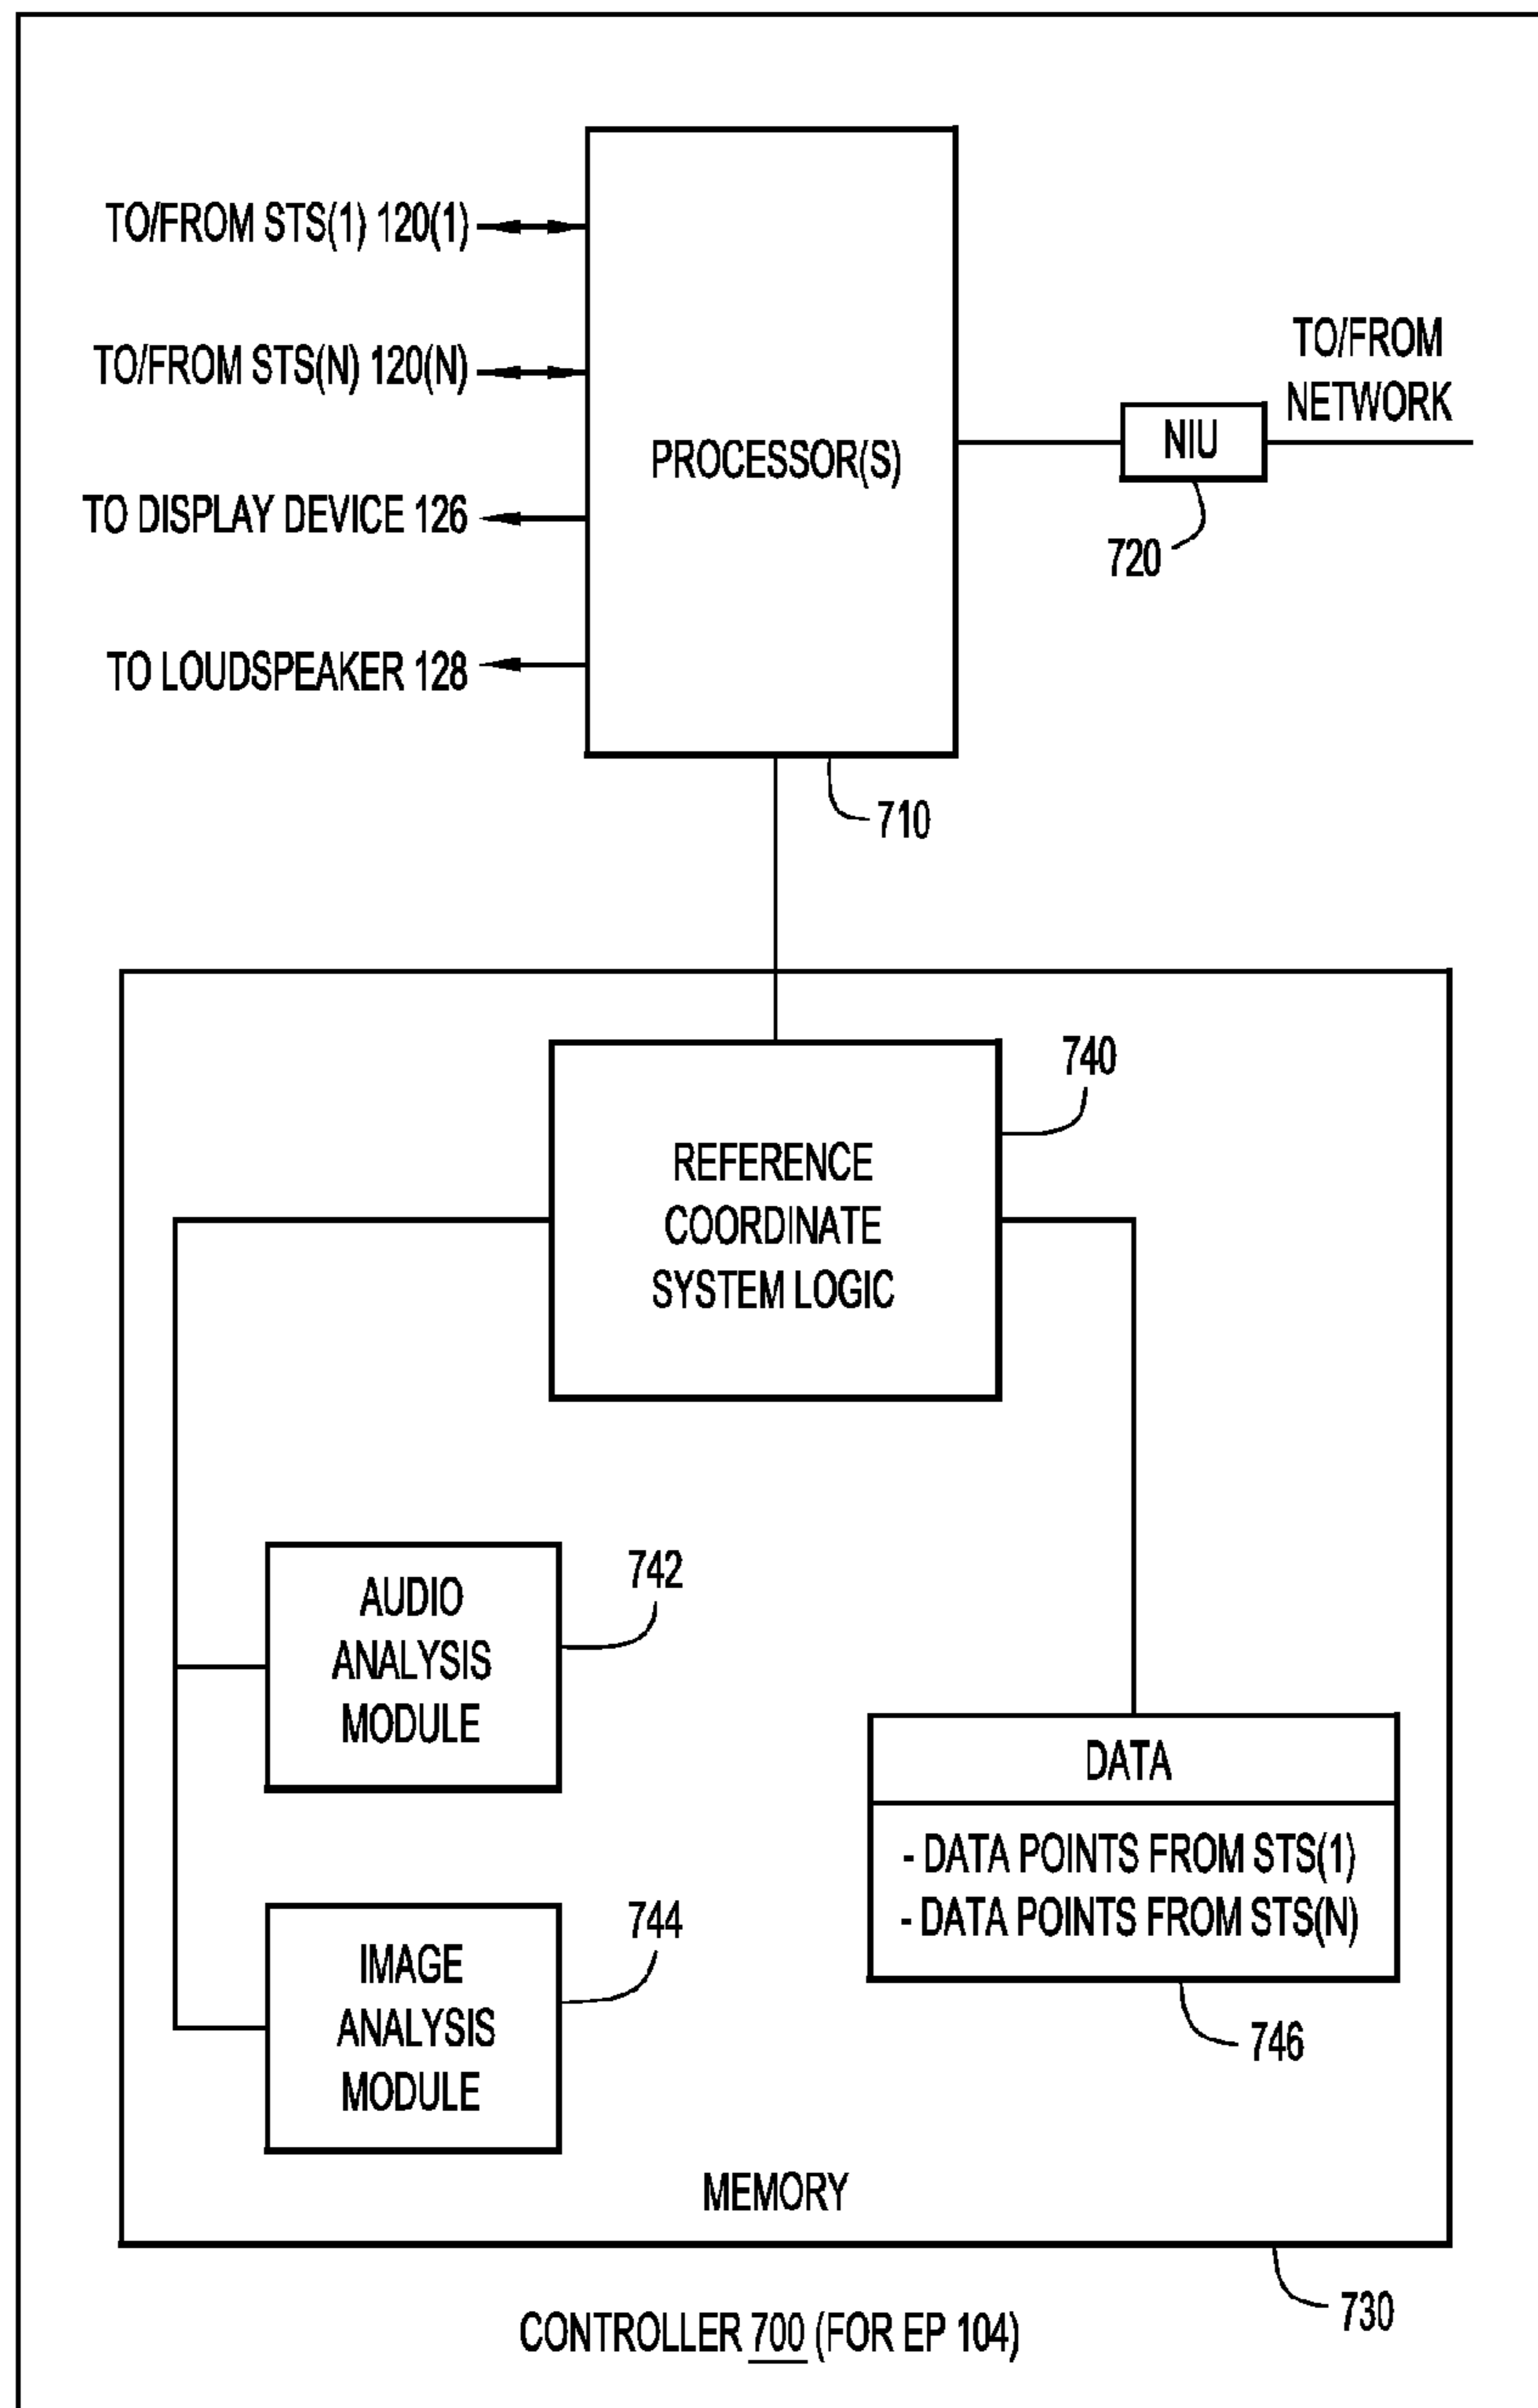 TO/FROM STS(1) 120(1)
TO/FROM STS(N) 120(N)
TO DISPLAY DEVICE 126
TO LOUDSPEAKER 128
PROCESSOR(S)
710
NIU
720
TO/FROM
NETWORK
REFERENCE
COORDINATE
SYSTEM LOGIC
740
AUDIO
ANALYSIS
MODULE
742
IMAGE
ANALYSIS
MODULE
744
DATA
- DATA POINTS FROM STS(1)
- DATA POINTS FROM STS(N)
746
MEMORY
730
CONTROLLER 700 (FOR EP 104)